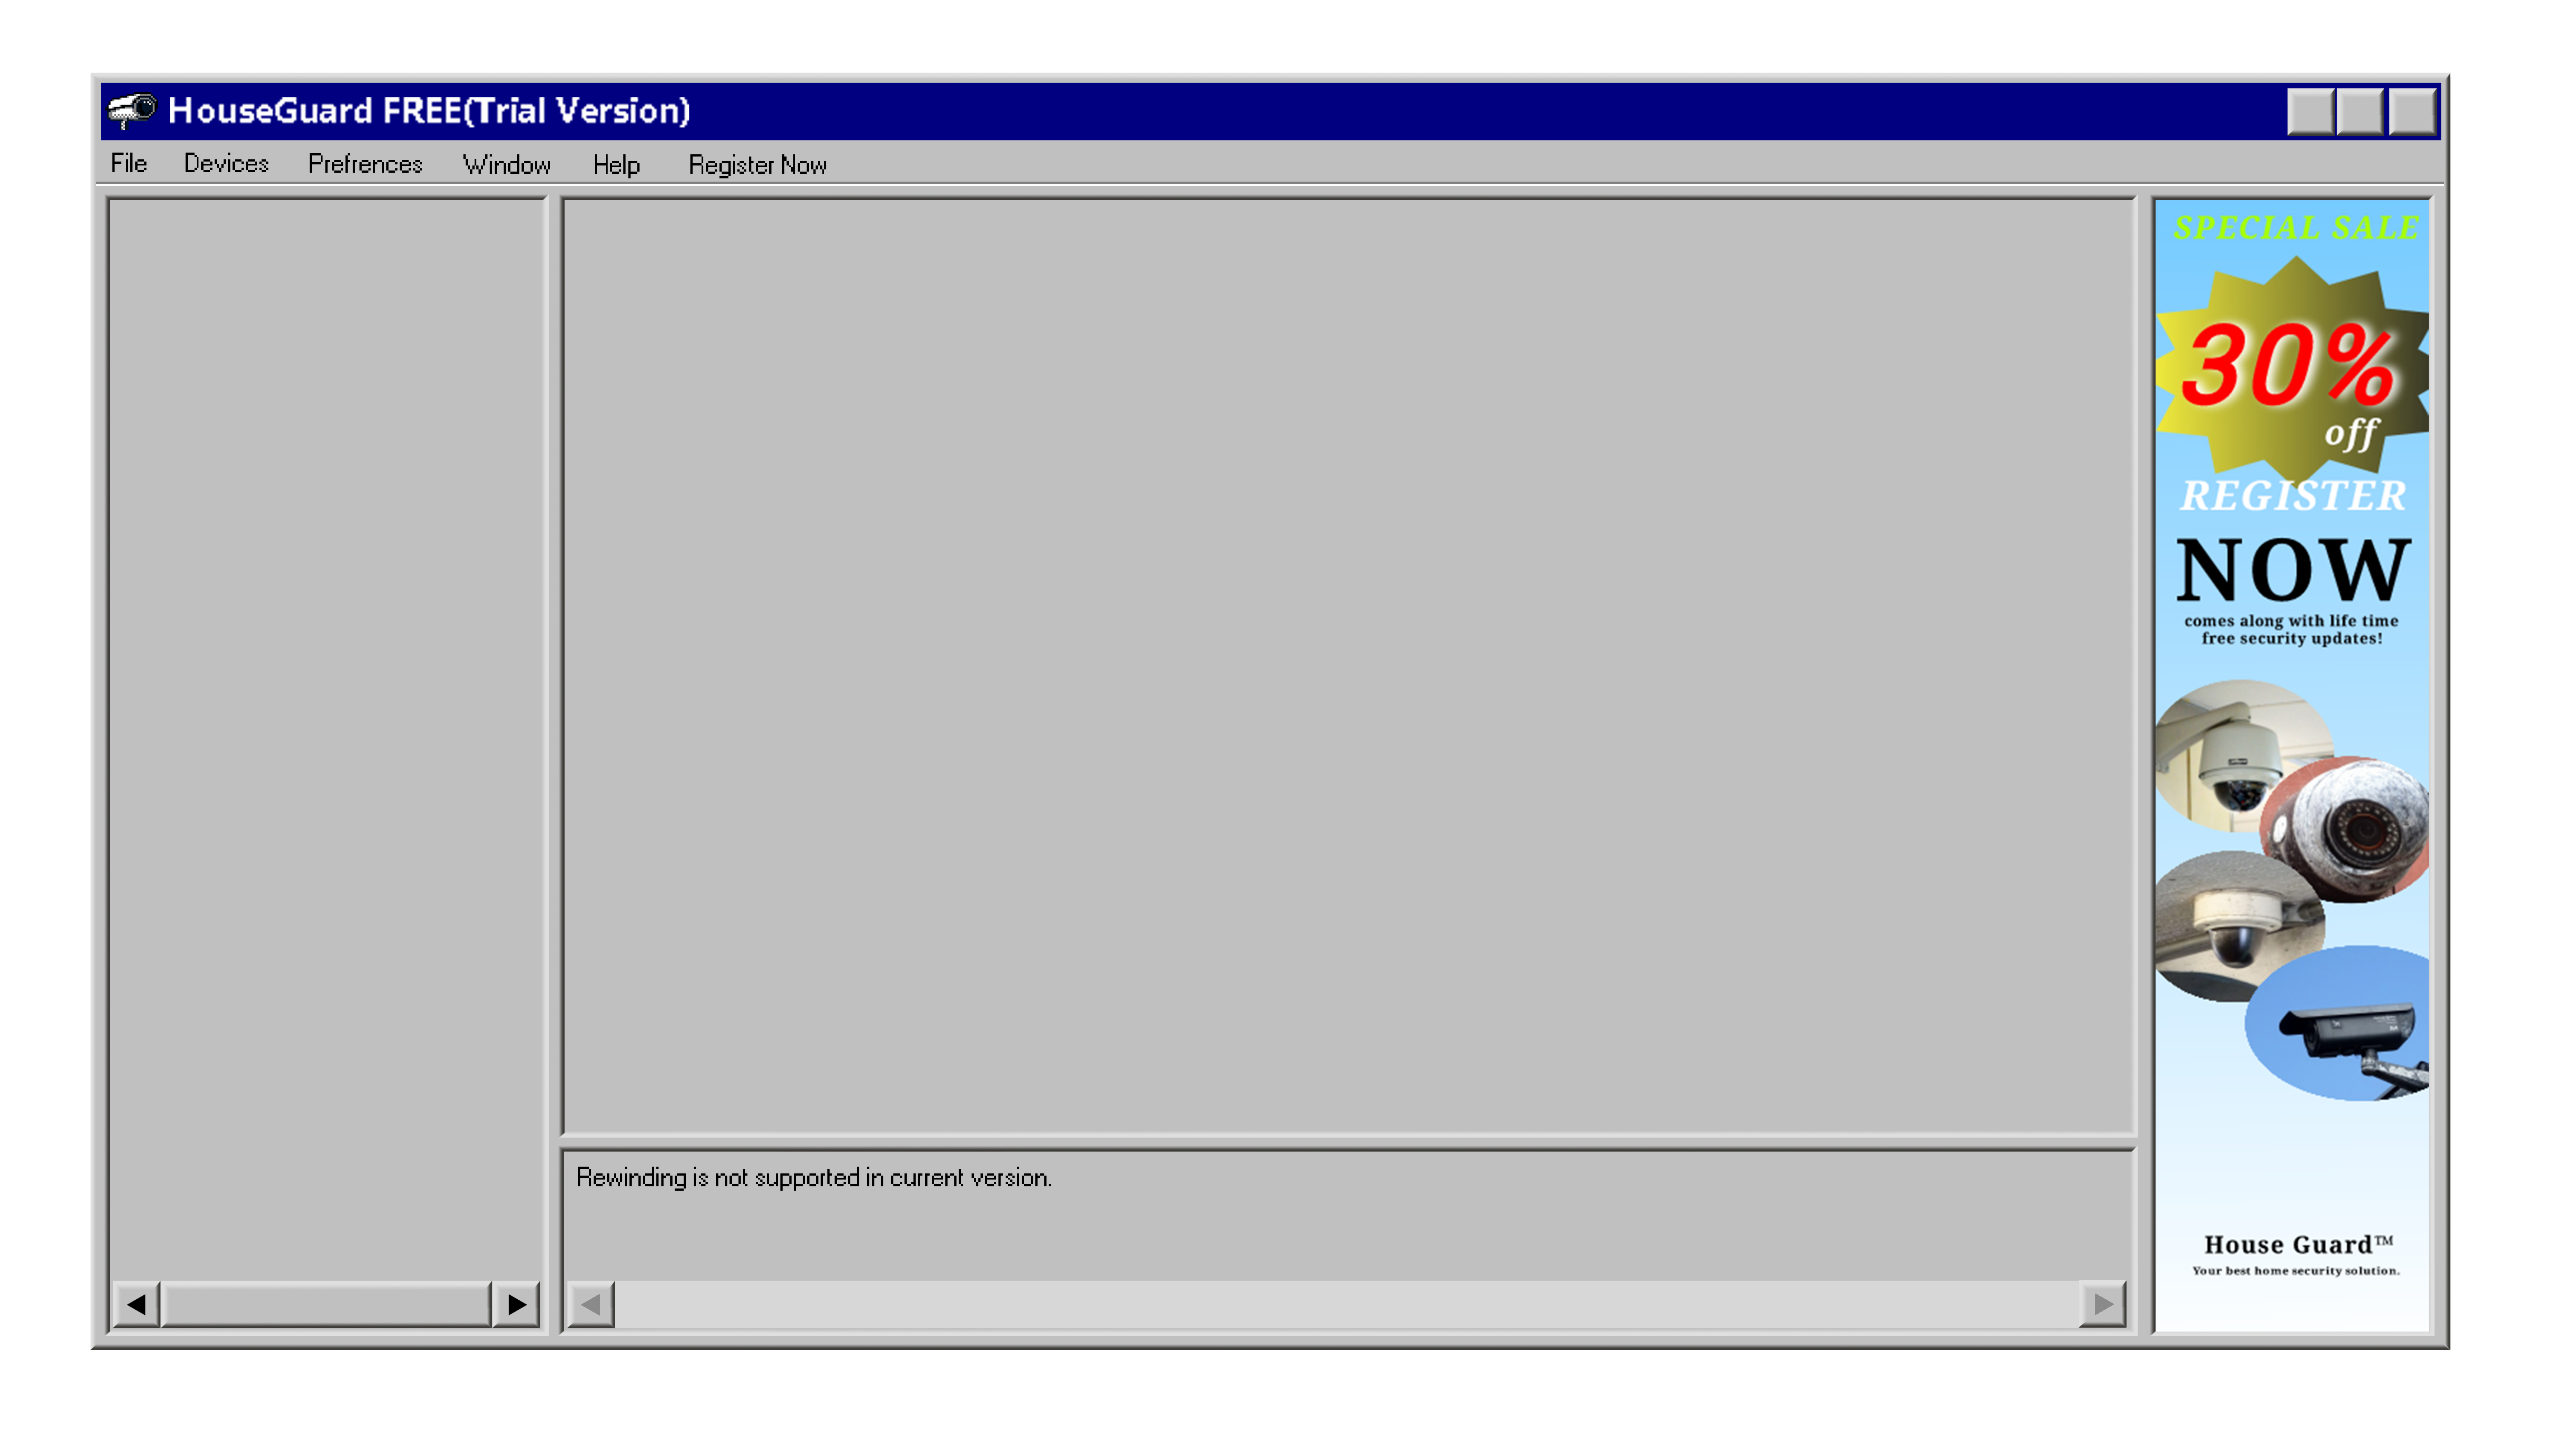 HouseGuard FREE(Trial Version)
File Devices Prefrences Window Help Register Now
SPECIAL SALE
30%
off
REGISTER
NOW
comes along with life time
free security updates!
Rewinding is not supported in current version.
House Guard™
Your best home security solution.